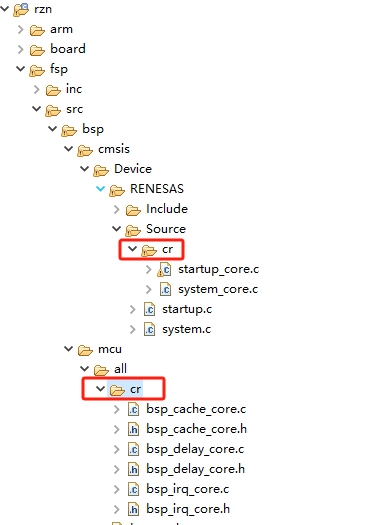 rzn
arm
board
fsp
inc
src
bsp
cmsis
Device
RENESAS
Include
Source
cr
startup_core.c
system_core.c
startup.c
system.c
mcu
all
cr
bsp_cache_core.c
bsp_cache_core.h
bsp_delay_core.c
bsp_delay_core.h
bsp_irq_core.c
bsp_irq_core.h